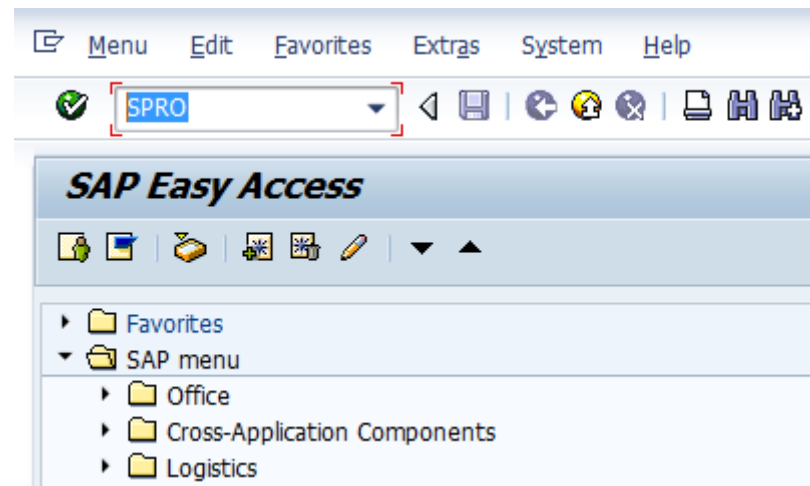 Menu Edit Favorites Extras System Help
SPRO
SAP Easy Access
Favorites
SAP menu
Office
Cross-Application Components
Logistics